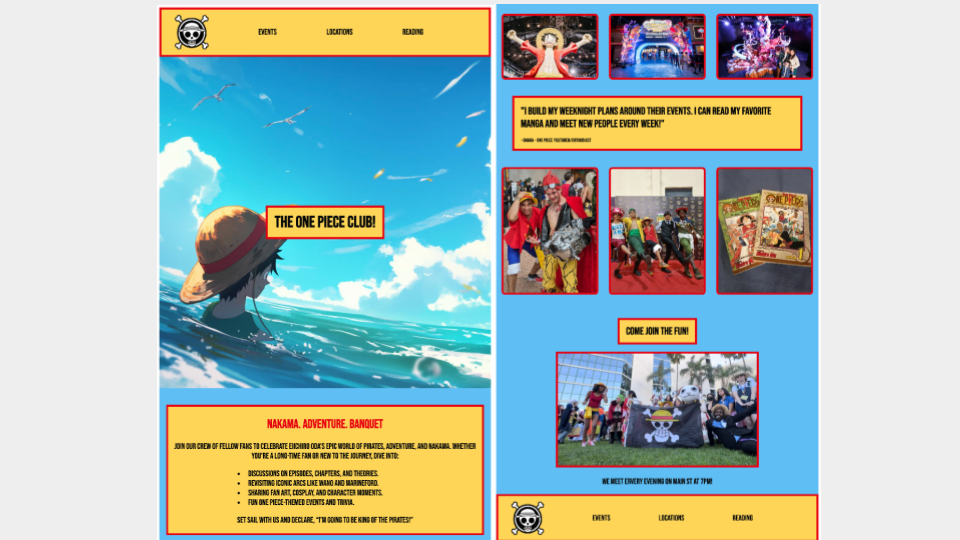 EVENTS LOCATIONS READING
THE ONE PIECE CLUB!
NAKAMA. ADVENTURE. BANQUET
JOIN OUR CREW OF FELLOW FANS TO CELEBRATE EIICHIRO ODA'S EPIC WORLD OF PIRATES, ADVENTURE, AND NAKAMA. WHETHER
YOU'RE A LONG-TIME FAN OR NEW TO THE JOURNEY, DIVE INTO:
• DISCUSSIONS ON EPISODES, CHAPTERS, AND THEORIES.
• REVISITING ICONIC ARCS LIKE WANO AND MARINEFORD.
• SHARING FAN ART, COSPLAY, AND CHARACTER MOMENTS.
• FUN ONE PIECE-THEMED EVENTS AND TRIVIA.
SET SAIL WITH US AND DECLARE, "I'M GOING TO BE KING OF THE PIRATES!"
"I BUILD MY WEEKNIGHT PLANS AROUND THEIR EVENTS. I CAN READ MY FAVORITE
MANGA AND MEET NEW PEOPLE EVERY WEEK!"
ONE PIECE
ONE PIECE
COME JOIN THE FUN!
WE MEET ERVERY EVENING ON MAIN ST AT 7PM!
EVENTS LOCATIONS READING